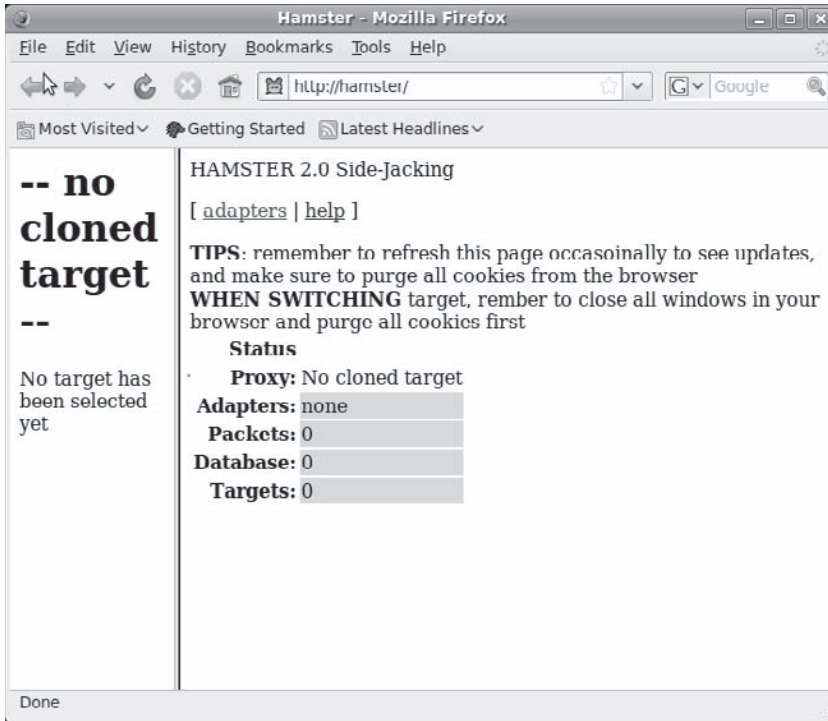 Hamster - Mozilla Firefox
File Edit View History Bookmarks Tools Help
http://hamster/
G Google
Most Visited Getting Started Latest Headlines
-- no
cloned
target
--
No target has
been selected
yet
HAMSTER 2.0 Side-Jacking
[ adapters | help ]
TIPS: remember to refresh this page occasoinally to see updates,
and make sure to purge all cookies from the browser
WHEN SWITCHING target, rember to close all windows in your
browser and purge all cookies first
Status
Proxy: No cloned target
Adapters: none
Packets: 0
Database: 0
Targets: 0
Done